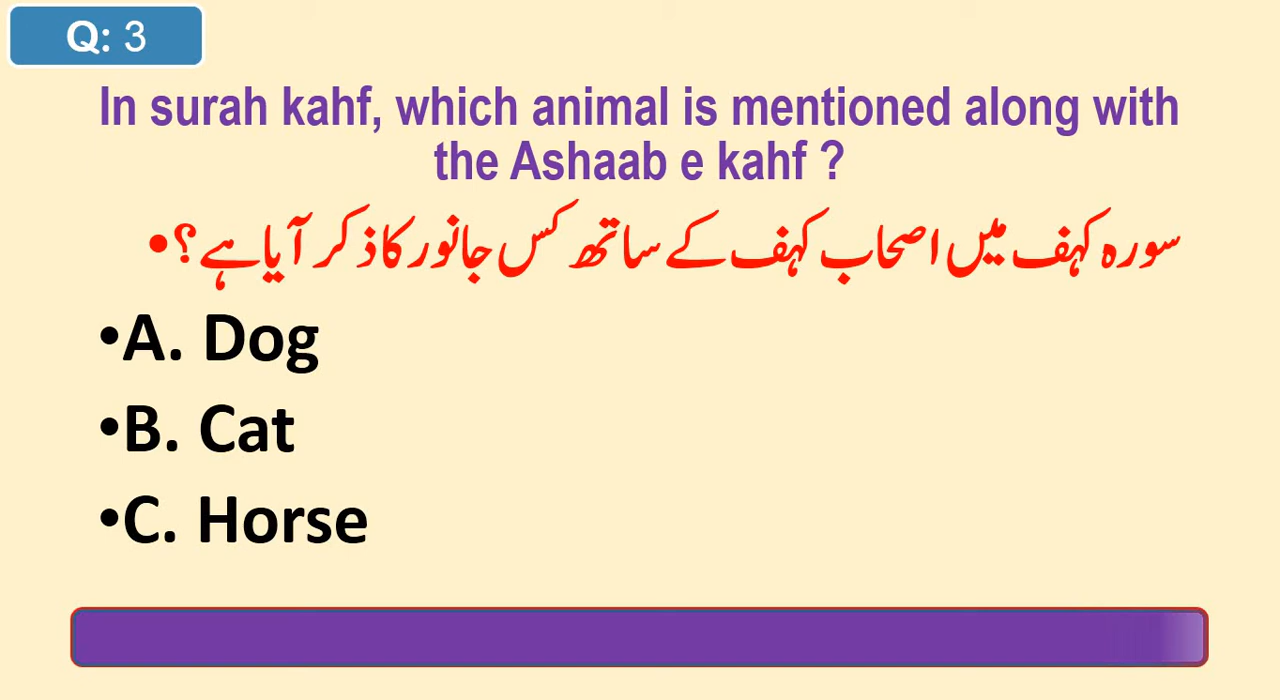 Q: 3
In surah kahf, which animal is mentioned along with
the Ashaab e kahf ?
•سورہ کہف میں اصحاب کہف کے ساتھ کس جانور کا ذکر آیا ہے؟
•A. Dog
•B. Cat
•C. Horse